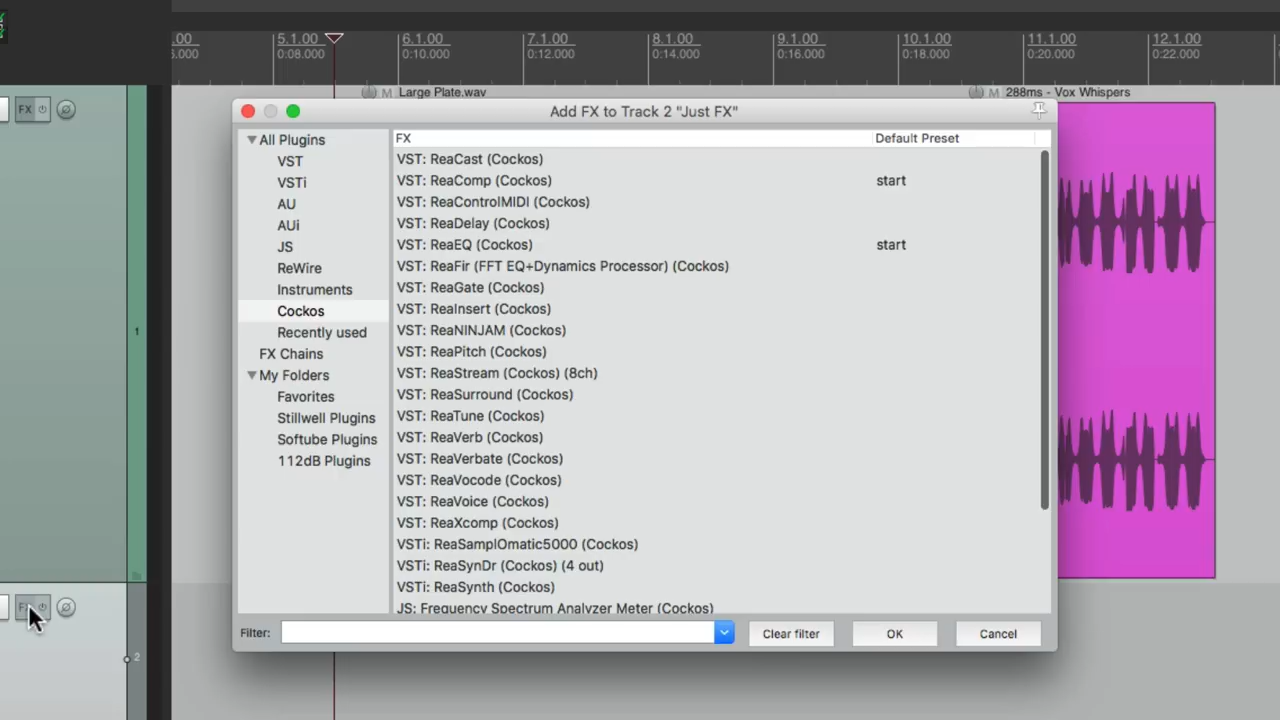 .00 5.1.00 6.1.00 7.1.00 8.1.00 9.1.00 10.1.00 11.1.00 12.1.00
0:08.000 0:10.000 0:12.000 0:14.000 0:16.000 0:18.000 0:20.000 0:22.000
M Large Plate.wav
M 288ms - Vox Whispers
FX
Add FX to Track 2 "Just FX"
All Plugins
VST
VSTi
AU
AUi
JS
ReWire
Instruments
Cockos
Recently used
FX Chains
My Folders
Favorites
Stillwell Plugins
Softube Plugins
112dB Plugins
FX Default Preset
VST: ReaCast (Cockos)
VST: ReaComp (Cockos) start
VST: ReaControlMIDI (Cockos)
VST: ReaDelay (Cockos)
VST: ReaEQ (Cockos) start
VST: ReaFir (FFT EQ+Dynamics Processor) (Cockos)
VST: ReaGate (Cockos)
VST: ReaInsert (Cockos)
VST: ReaNINJAM (Cockos)
VST: ReaPitch (Cockos)
VST: ReaStream (Cockos) (8ch)
VST: ReaSurround (Cockos)
VST: ReaTune (Cockos)
VST: ReaVerb (Cockos)
VST: ReaVerbate (Cockos)
VST: ReaVocode (Cockos)
VST: ReaVoice (Cockos)
VST: ReaXcomp (Cockos)
VSTi: ReaSamplOmatic5000 (Cockos)
VSTi: ReaSynDr (Cockos) (4 out)
VSTi: ReaSynth (Cockos)
JS: Frequency Spectrum Analyzer Meter (Cockos)
Filter: Clear filter OK Cancel
1
2